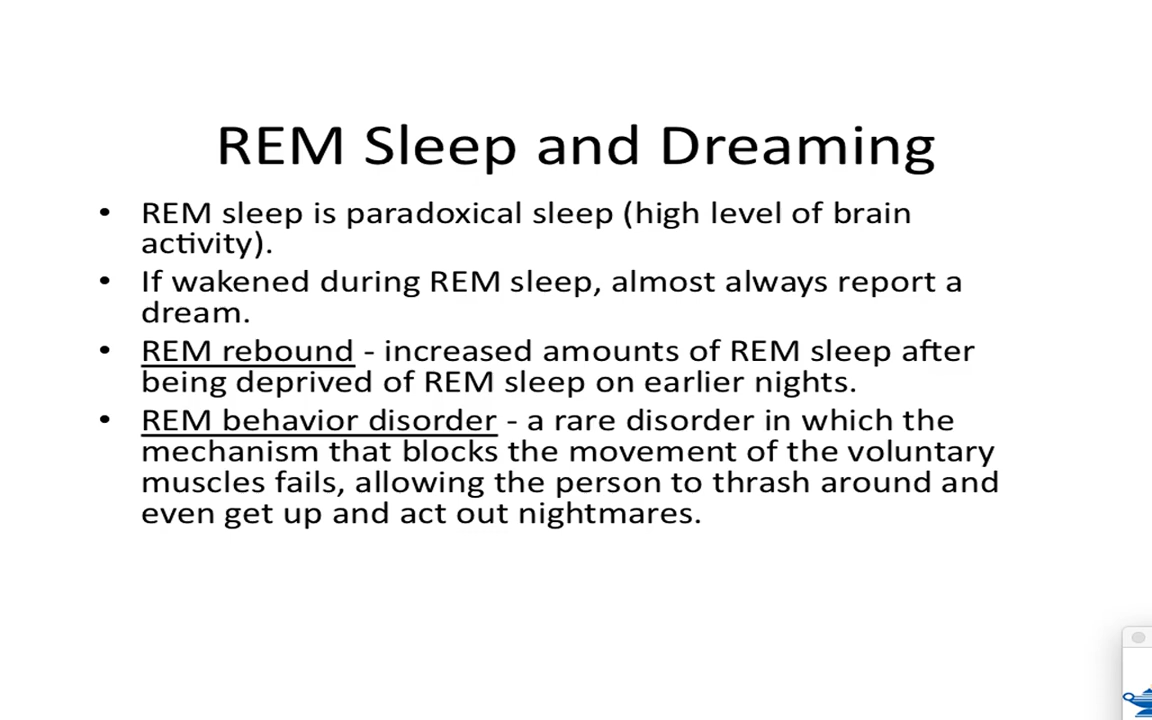 REM Sleep and Dreaming
• REM sleep is paradoxical sleep (high level of brain
activity).
• If wakened during REM sleep, almost always report a
dream.
• REM rebound - increased amounts of REM sleep after
being deprived of REM sleep on earlier nights.
• REM behavior disorder - a rare disorder in which the
mechanism that blocks the movement of the voluntary
muscles fails, allowing the person to thrash around and
even get up and act out nightmares.